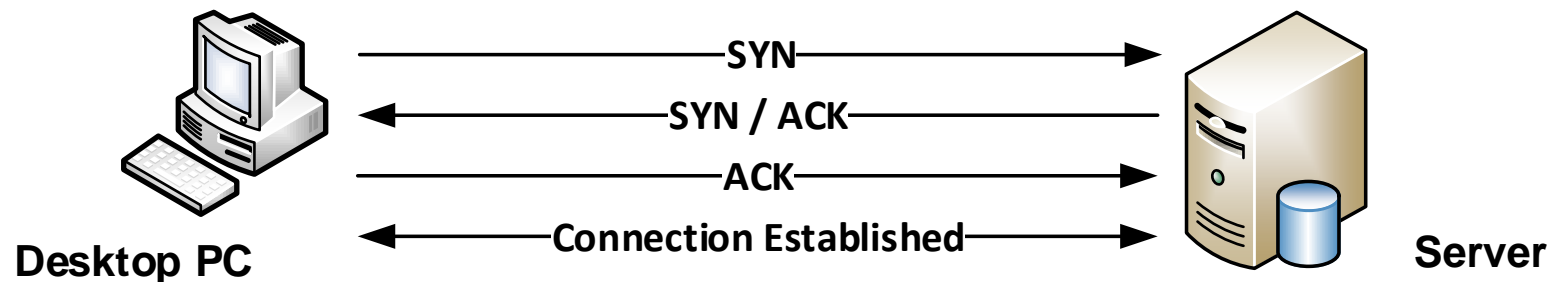 SYN
SYN / ACK
ACK
Connection Established
Desktop PC
Server